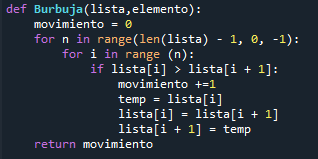 def Burbuja(lista,elemento):
    movimiento = 0
    for n in range(len(lista) - 1, 0, -1):
        for i in range (n):
            if lista[i] > lista[i + 1]:
                movimiento +=1
                temp = lista[i]
                lista[i] = lista[i + 1]
                lista[i + 1] = temp
    return movimiento